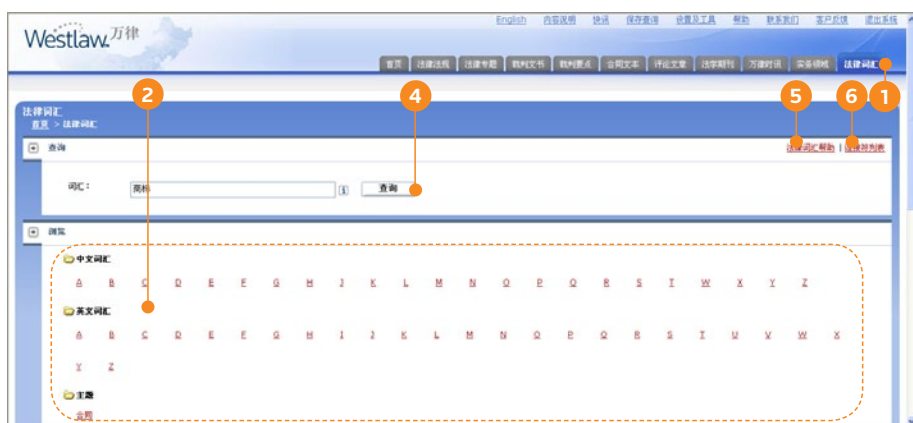 English 内容说明 快讯 保存查询 设置及工具 帮助 联系我们 客户反馈 退出系统
Westlaw 万律
首页 法律法规 法律专题 裁判文书 裁判要点 合同文本 评论文章 法学期刊 万律时讯 实务领域 法律词汇
1
2
4
5
6
法律词汇
首页 > 法律词汇
查询
法律词汇帮助 | 连接符列表
词汇: 商标 查询
浏览
中文词汇
A B C D E F G H J K L M N O P Q R S T W X Y Z
英文词汇
A B C D E F G H I J K L M N O P Q R S T U V W X
Y Z
主题
合同